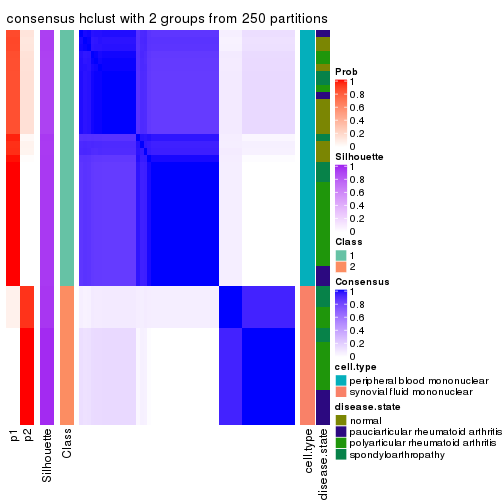 consensus hclust with 2 groups from 250 partitions
Prob
1
0.8
0.6
0.4
0.2
0
Silhouette
1
0.8
0.6
0.4
0.2
0
Class
1
2
Consensus
1
0.8
0.6
0.4
0.2
0
cell.type
peripheral blood mononuclear
synovial fluid mononuclear
disease.state
normal
pauciarticular rheumatoid arthritis
polyarticular rheumatoid arthritis
spondyloarthropathy
p1
p2
Silhouette
Class
cell.type
disease.state